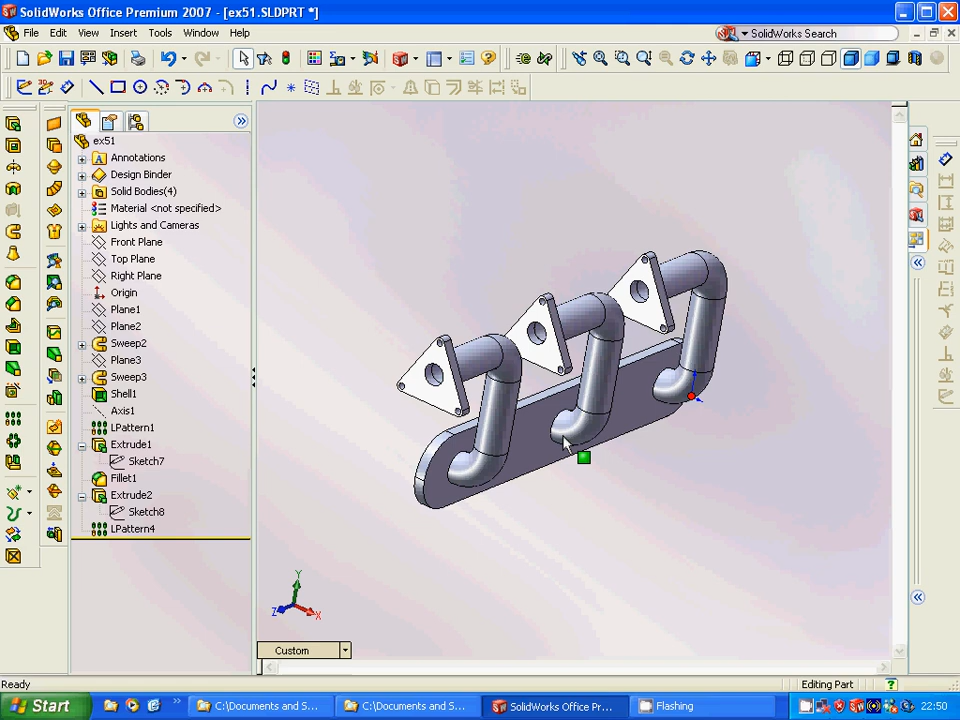 SolidWorks Office Premium 2007 - [ex51.SLDPRT *]
File Edit View Insert Tools Window Help
SolidWorks Search
ex51
Annotations
Design Binder
Solid Bodies(4)
Material <not specified>
Lights and Cameras
Front Plane
Top Plane
Right Plane
Origin
Plane1
Plane2
Sweep2
Plane3
Sweep3
Shell1
Axis1
LPattern1
Extrude1
Sketch7
Fillet1
Extrude2
Sketch8
LPattern4
Y
Z
X
Custom
Ready
Editing Part
Start
C:\Documents and S...
C:\Documents and S...
SolidWorks Office Pr...
Flashing
22:50